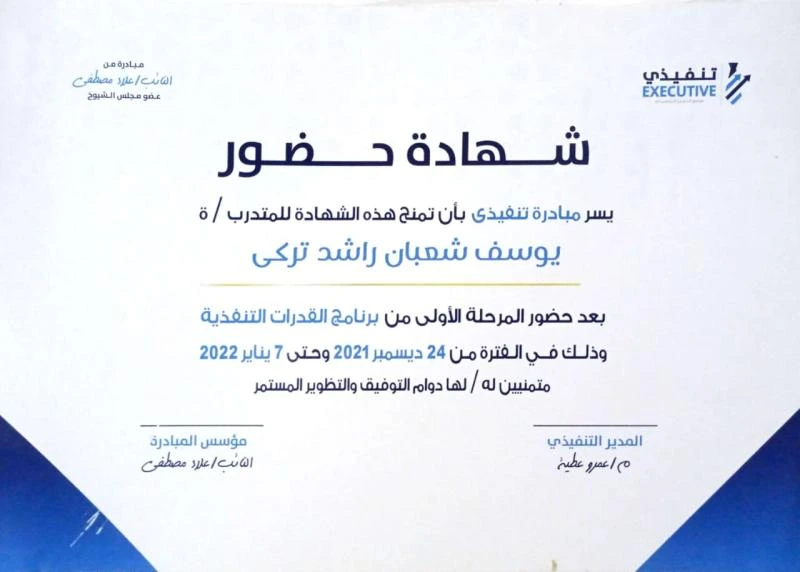 مبادرة من
النائب/علاء مصطفى
عضو مجلس الشيوخ
تنفيذي
EXECUTIVE
شهادة حضور
يسر مبادرة تنفيذى بأن تمنح هذه الشهادة للمتدرب / ة
يوسف شعبان راشد تركى
بعد حضور المرحلة الأولى من برنامج القدرات التنفذية
وذلك في الفترة من 24 ديسمبر 2021 وحتى 7 يناير 2022
متمنيين له / لها دوام التوفيق والتظوير المستمر
المدير التنفيذي
م/عمرو عطية
مؤسس المبادرة
النائب/علاء مصطفى